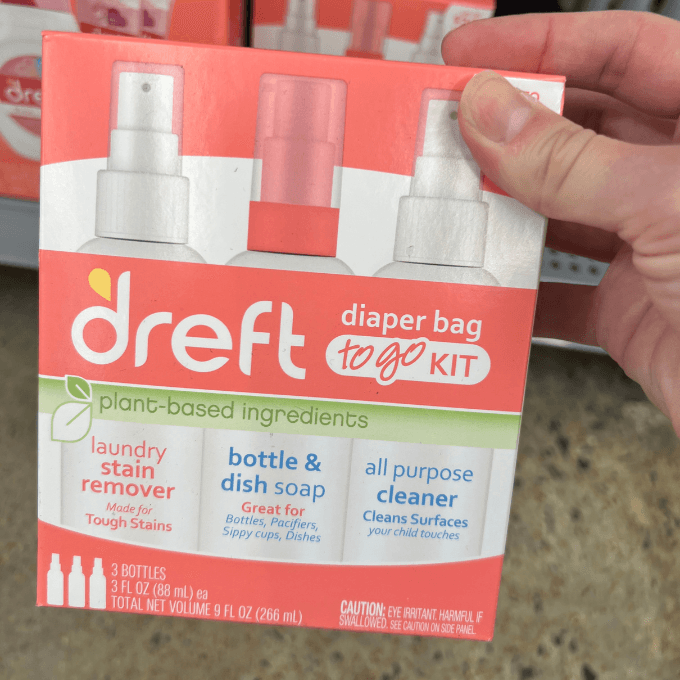 dreft
diaper bag
to go KIT
plant-based ingredients
laundry
stain
remover
Made for
Tough Stains
bottle &
dish soap
Great for
Bottles, Pacifiers,
Sippy cups, Dishes
all purpose
cleaner
Cleans Surfaces
your child touches
3 BOTTLES
3 FL OZ (88 mL) ea
TOTAL NET VOLUME 9 FL OZ (266 mL)
CAUTION: EYE IRRITANT. HARMFUL IF
SWALLOWED. SEE CAUTION ON SIDE PANEL.